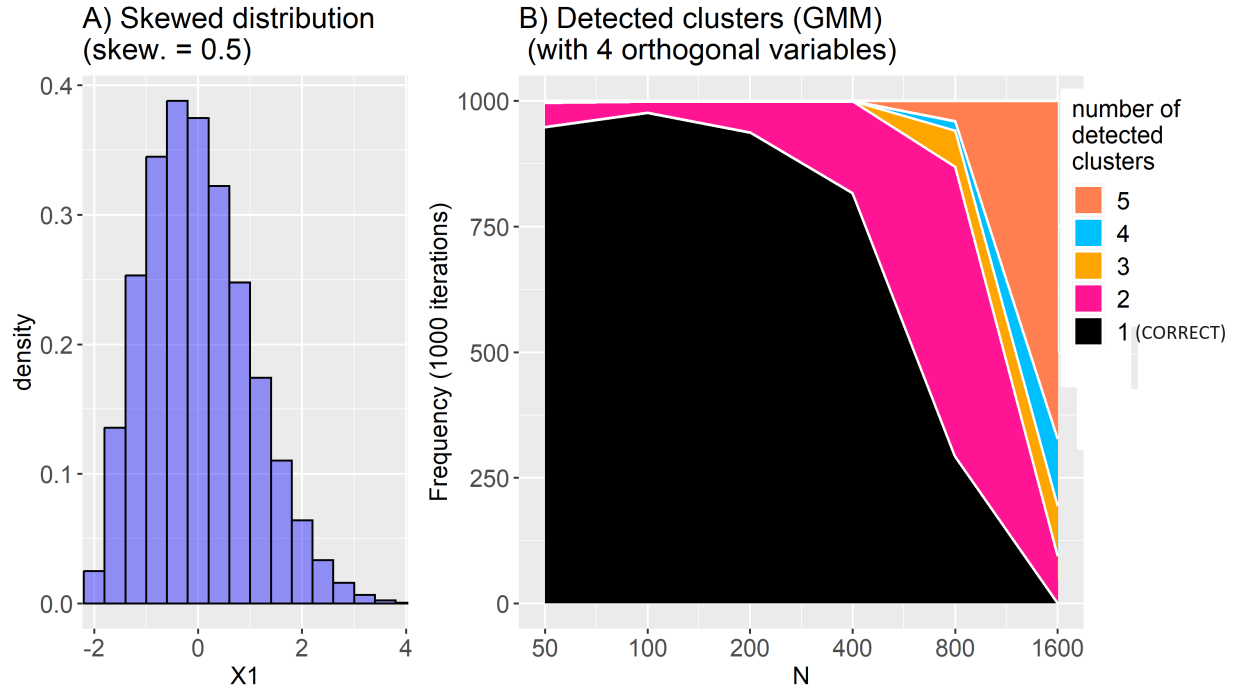 A) Skewed distribution
(skew. = 0.5)
density
0.4
0.3
0.2
0.1
0.0
-2 0 2 4
X1
B) Detected clusters (GMM)
(with 4 orthogonal variables)
Frequency (1000 iterations)
1000
750
500
250
0
50 100 200 400 800 1600
N
number of
detected
clusters
5
4
3
2
1 (CORRECT)